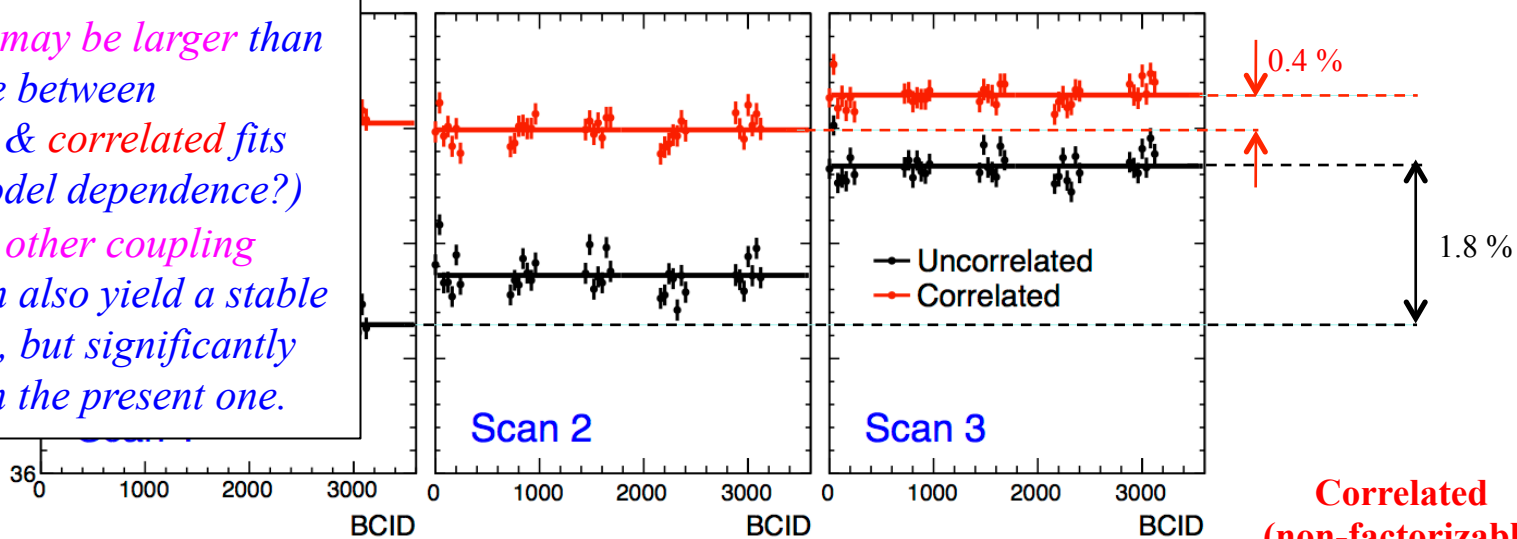 may be larger than
between
& correlated fits
dependence?)
other coupling
also yield a stable
, but significantly
the present one.
0.4 %
1.8 %
Uncorrelated
Correlated
Scan 2
Scan 3
36
0 1000 2000 3000
0 1000 2000 3000
0 1000 2000 3000
BCID
BCID
BCID
Correlated